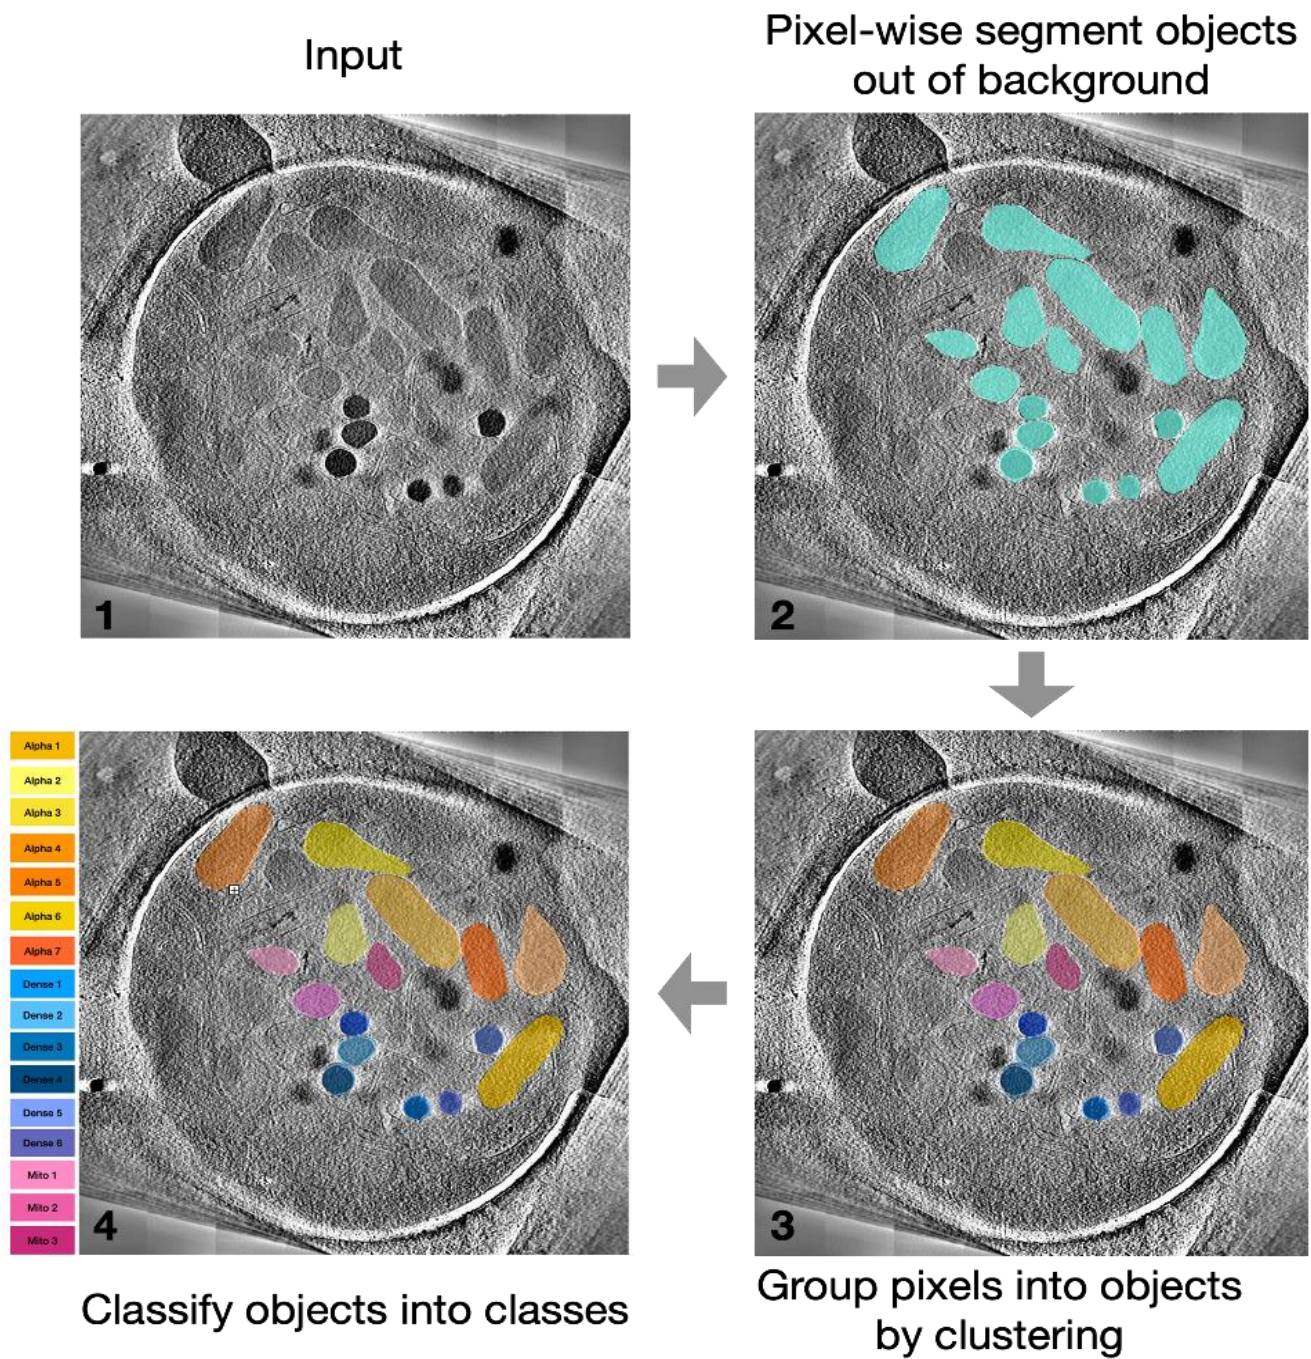 Input
Pixel-wise segment objects
out of background
1
2
Alpha 1
Alpha 2
Alpha 3
Alpha 4
Alpha 5
Alpha 6
Alpha 7
Dense 1
Dense 2
Dense 3
Dense 4
Dense 5
Dense 6
Mito 1
Mito 2
Mito 3
4
3
Classify objects into classes
Group pixels into objects
by clustering